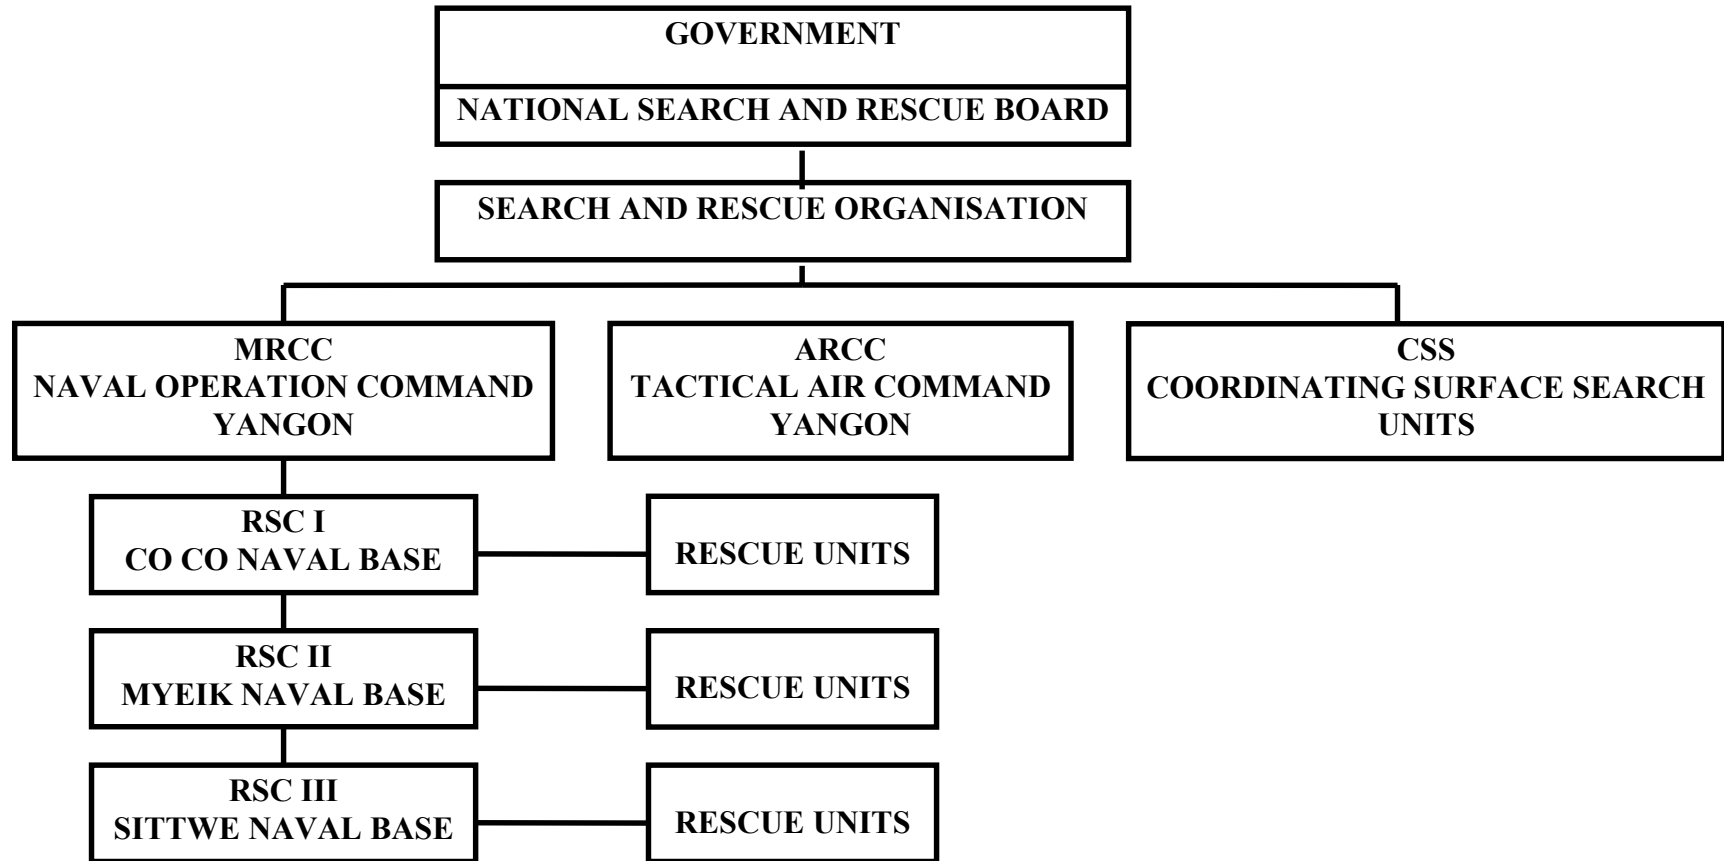 GOVERNMENT
NATIONAL SEARCH AND RESCUE BOARD
SEARCH AND RESCUE ORGANISATION
MRCC
NAVAL OPERATION COMMAND
YANGON
ARCC
TACTICAL AIR COMMAND
YANGON
CSS
COORDINATING SURFACE SEARCH
UNITS
RSC I
CO CO NAVAL BASE
RESCUE UNITS
RSC II
MYEIK NAVAL BASE
RESCUE UNITS
RSC III
SITTWE NAVAL BASE
RESCUE UNITS